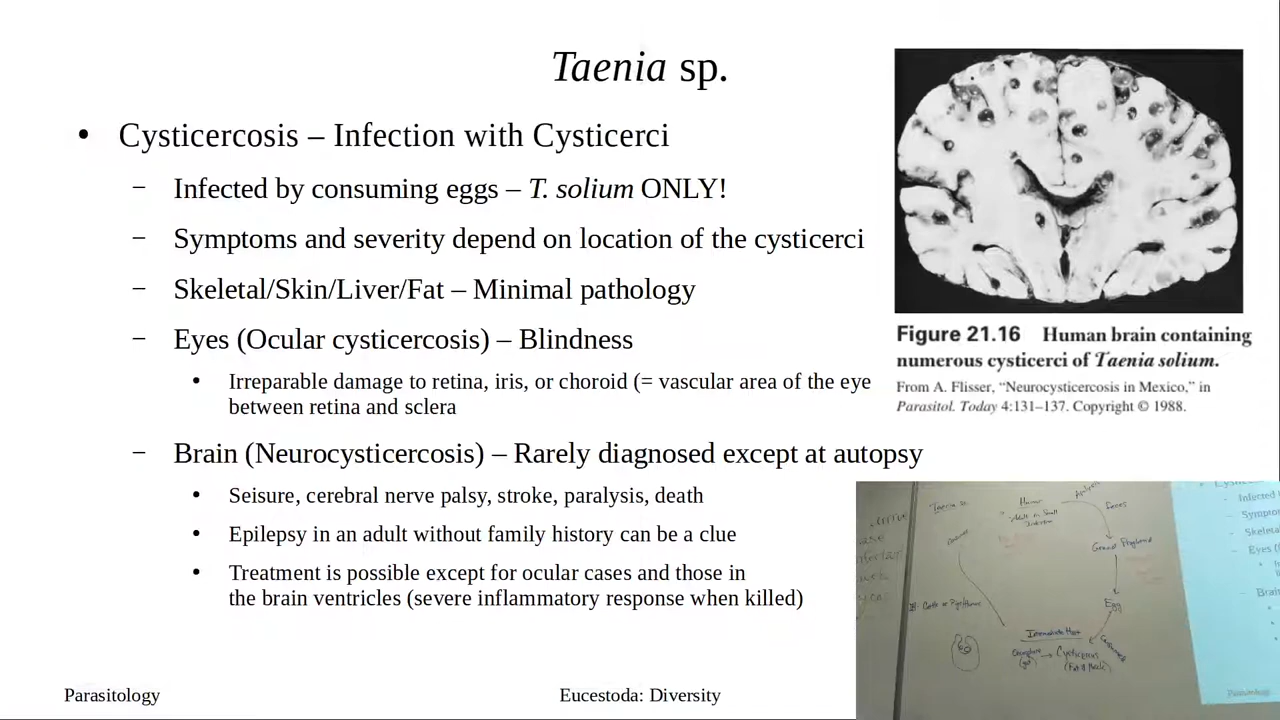 Taenia sp.
• Cysticercosis – Infection with Cysticerci
– Infected by consuming eggs – T. solium ONLY!
– Symptoms and severity depend on location of the cysticerci
– Skeletal/Skin/Liver/Fat – Minimal pathology
– Eyes (Ocular cysticercosis) – Blindness
• Irreparable damage to retina, iris, or choroid (= vascular area of the eye
between retina and sclera
– Brain (Neurocysticercosis) – Rarely diagnosed except at autopsy
• Seisure, cerebral nerve palsy, stroke, paralysis, death
• Epilepsy in an adult without family history can be a clue
• Treatment is possible except for ocular cases and those in
the brain ventricles (severe inflammatory response when killed)
Figure 21.16 Human brain containing
numerous cysticerci of Taenia solium.
From A. Flisser, “Neurocysticercosis in Mexico,” in
Parasitol. Today 4:131–137. Copyright © 1988.
Human
Adult in Small
Gravid Proglottid
Egg
Intermediate Host
Cysticercus
Parasitology
Eucestoda: Diversity